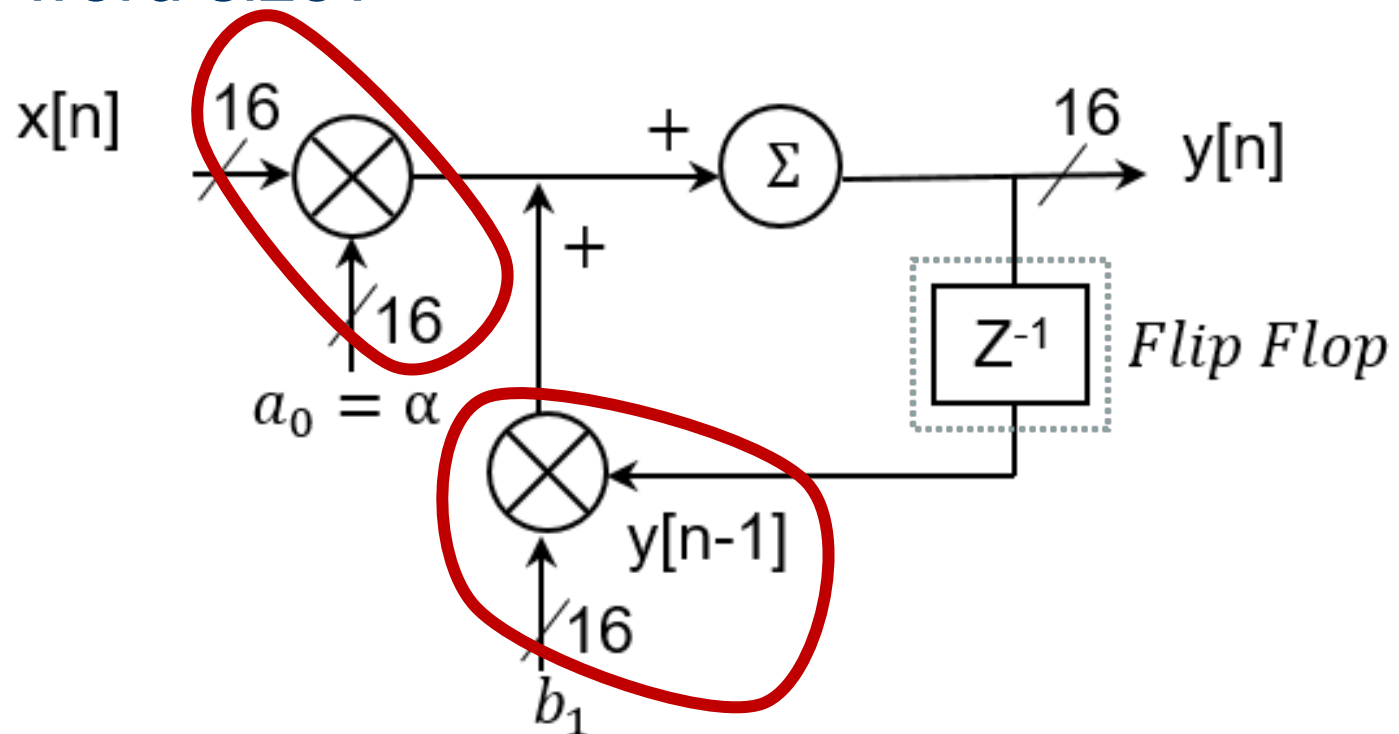 x[n]
16
+
Σ
16
y[n]
+
16
a₀ = α
Z⁻¹
Flip Flop
y[n-1]
16
b₁